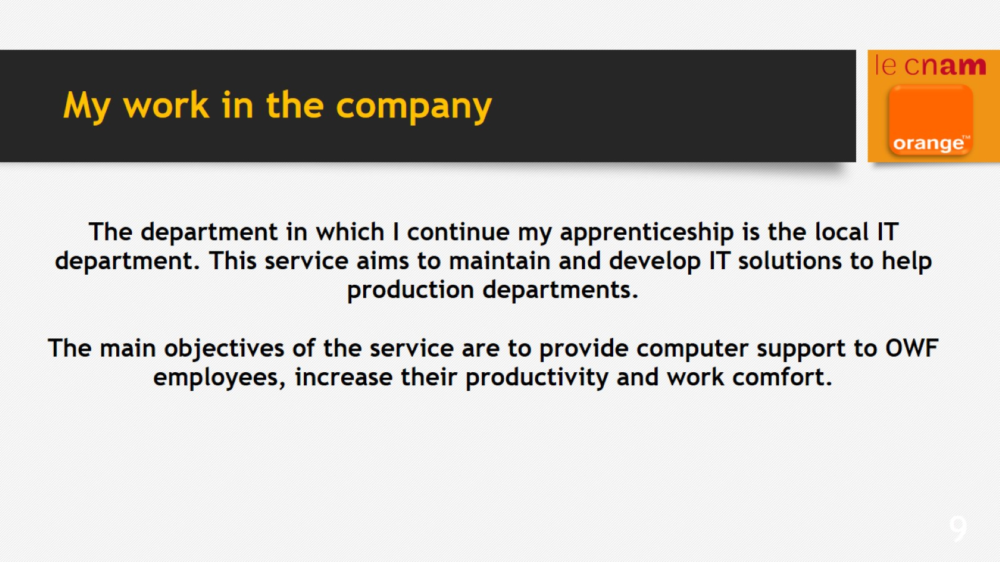 le cnam
My work in the company
orange™
The department in which I continue my apprenticeship is the local IT
department. This service aims to maintain and develop IT solutions to help
production departments.
The main objectives of the service are to provide computer support to OWF
employees, increase their productivity and work comfort.
9